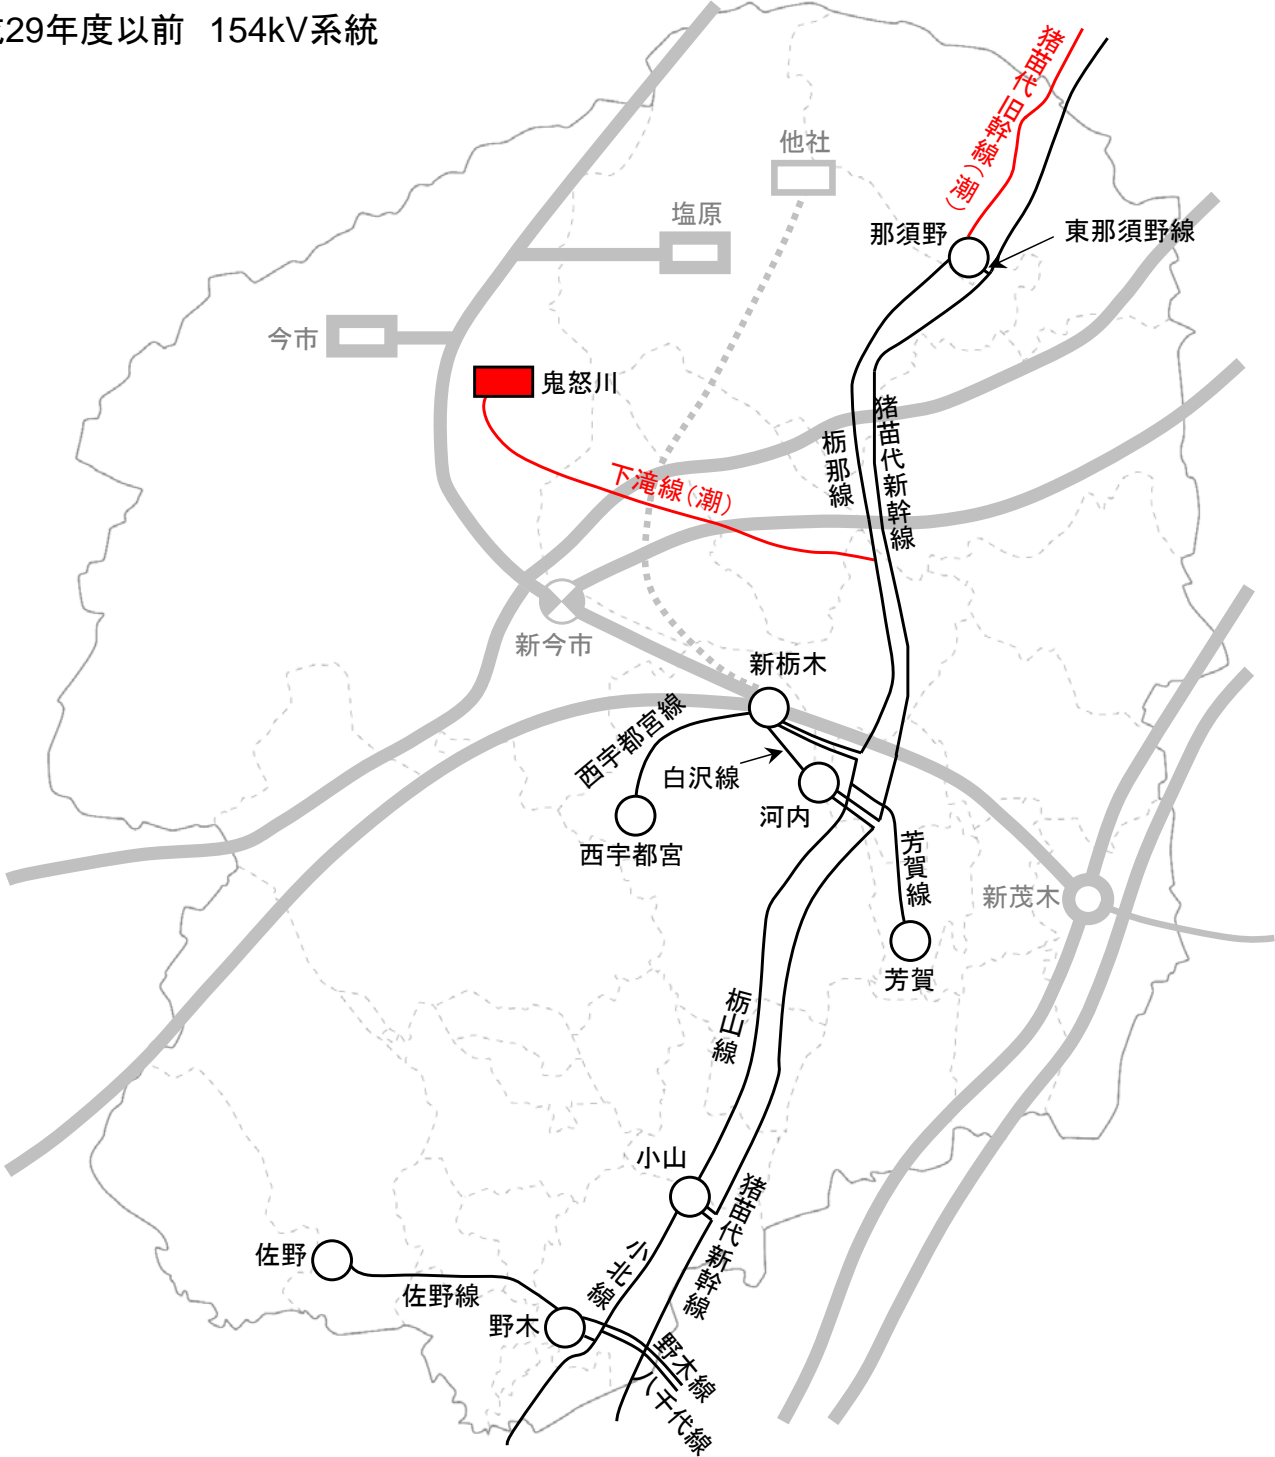 29年度以前 154kV系統
猪苗代旧幹線(潮)
他社
塩原
那須野
東那須野線
今市
鬼怒川
猪苗代新幹線
栃那線
下滝線(潮)
新今市
新栃木
西宇都宮線
白沢線
河内
西宇都宮
芳賀線
新茂木
芳賀
栃山線
小山
猪苗代新幹線
小北線
佐野
佐野線
野木
野木線
八千代線